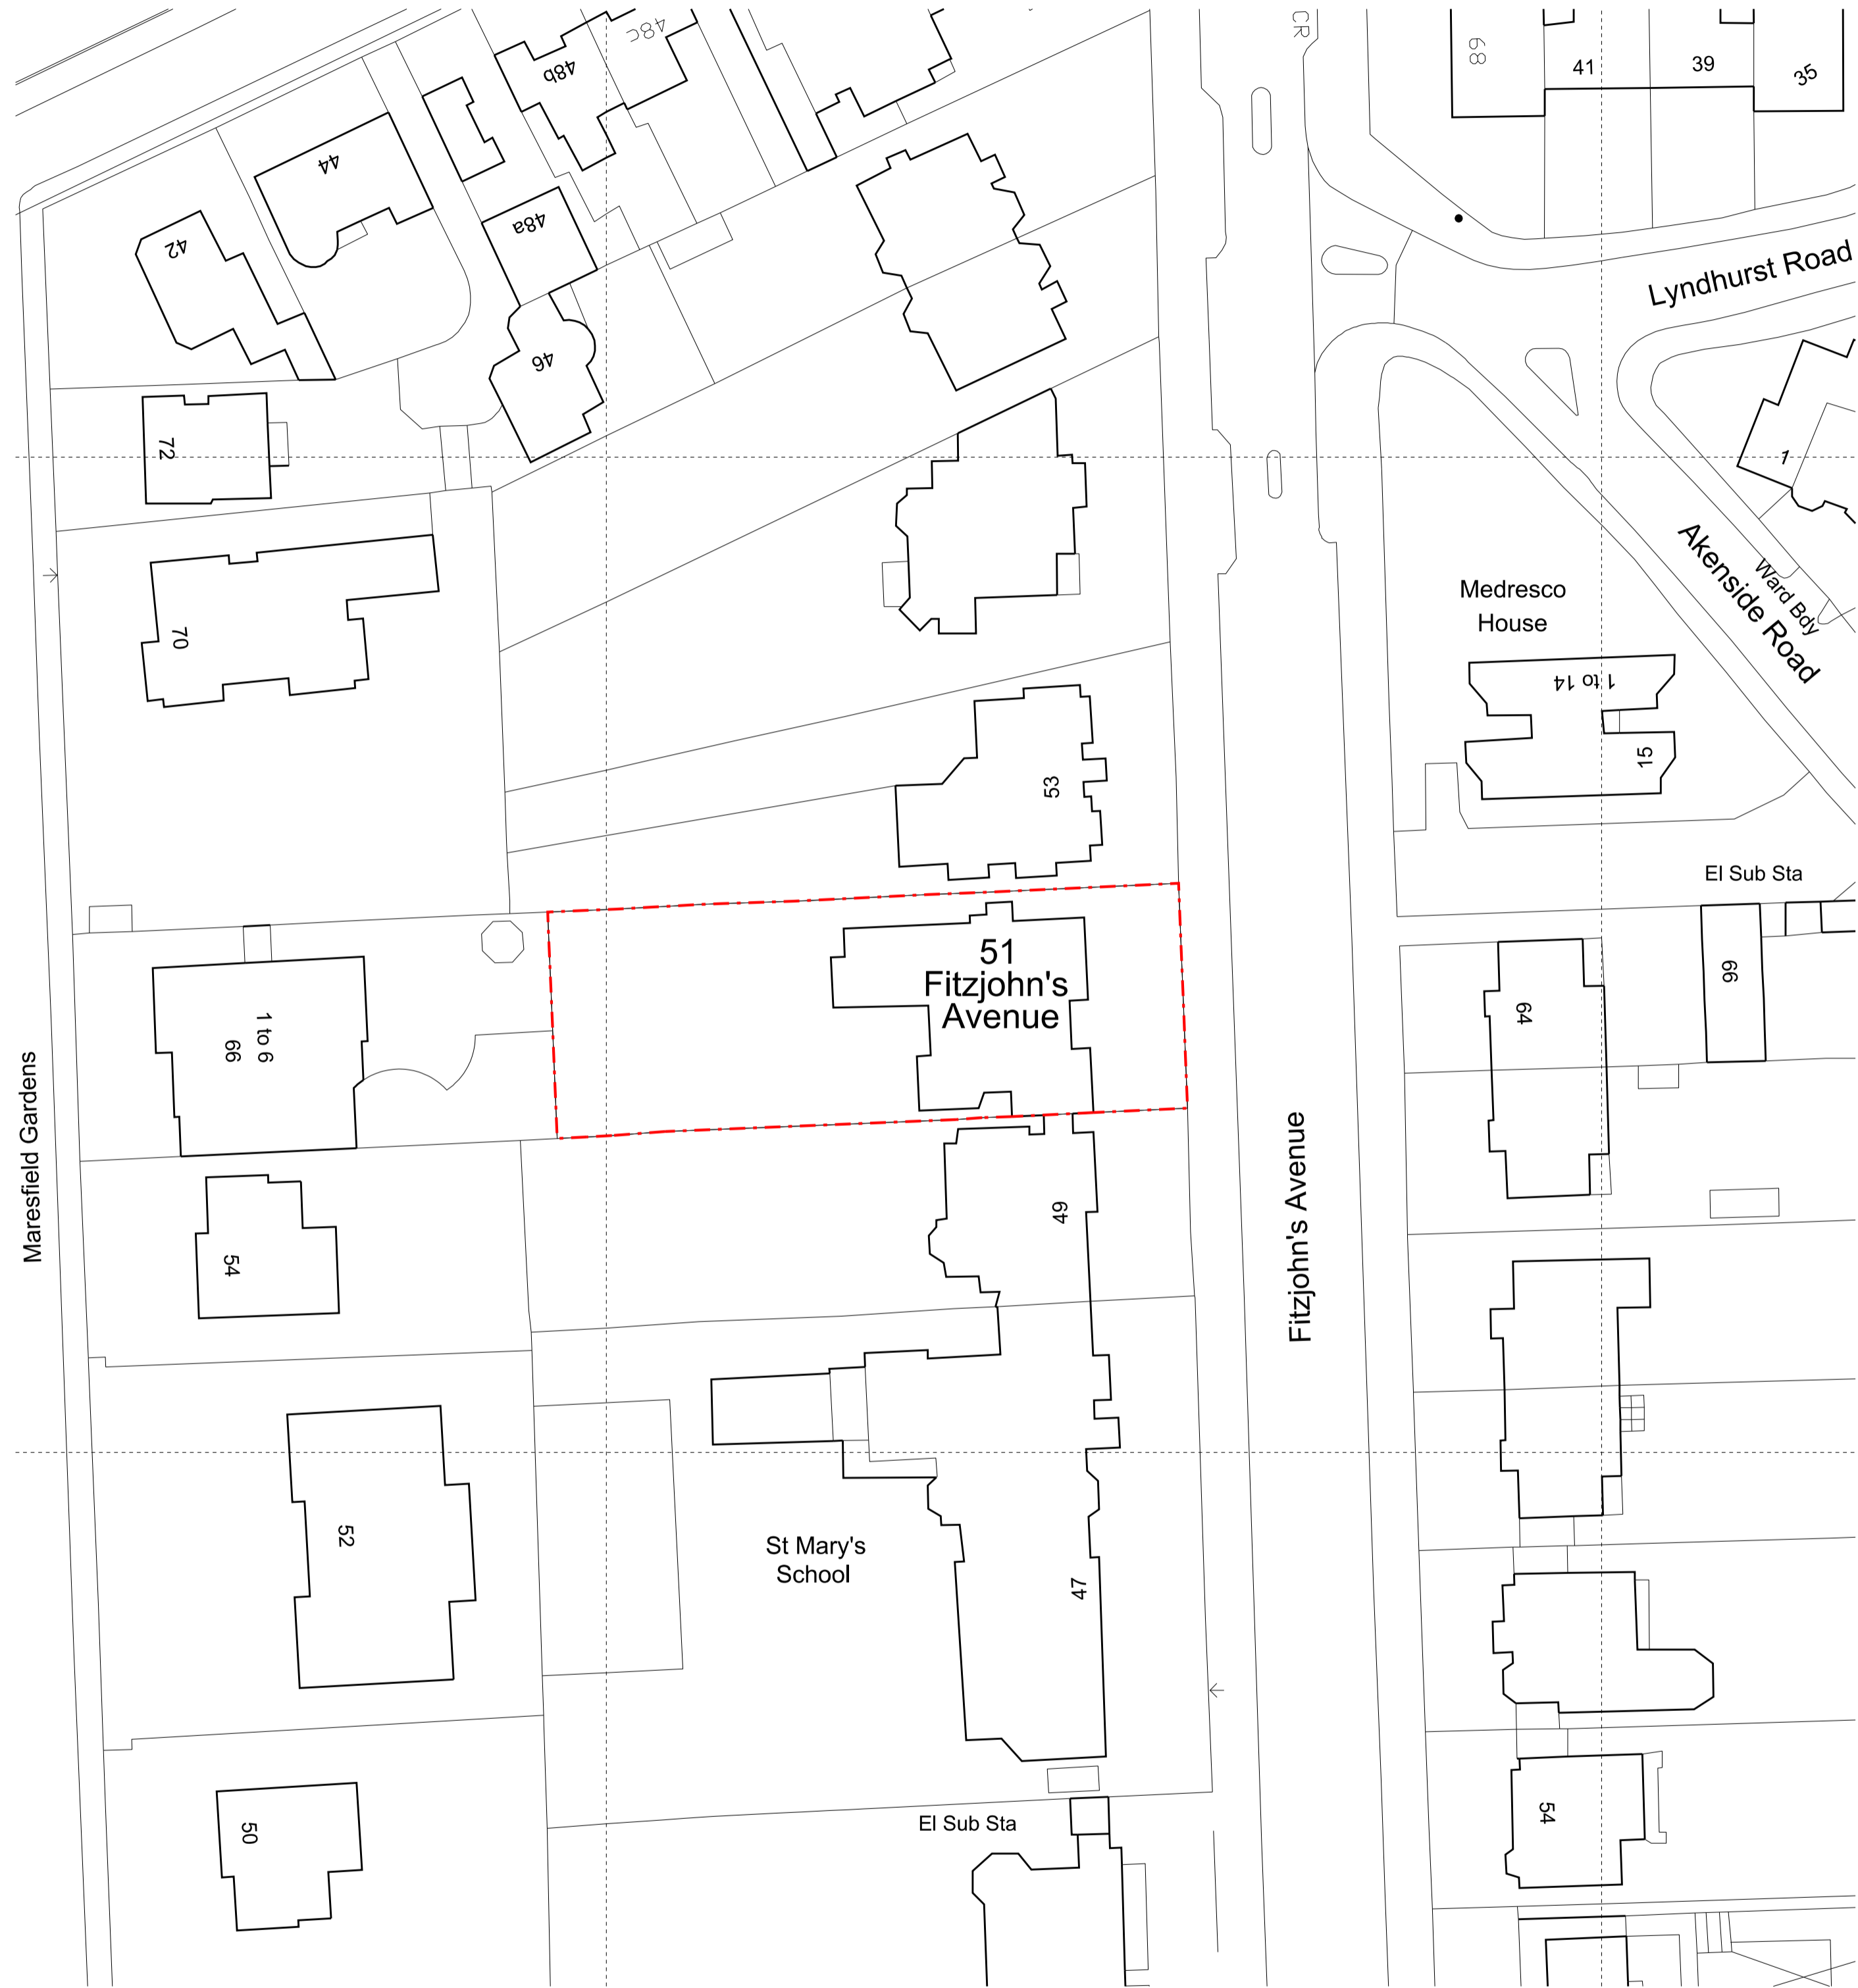 48c
CR
68
41
39
35
48b
44
48a
42
46
72
Lyndhurst Road
1
Akenside Road
Ward Bdy
Medresco
House
70
1 to 14
15
53
El Sub Sta
51
Fitzjohn's
Avenue
66
64
1 to 6
66
Maresfield Gardens
Fitzjohn's Avenue
49
54
52
St Mary's
School
47
54
50
El Sub Sta